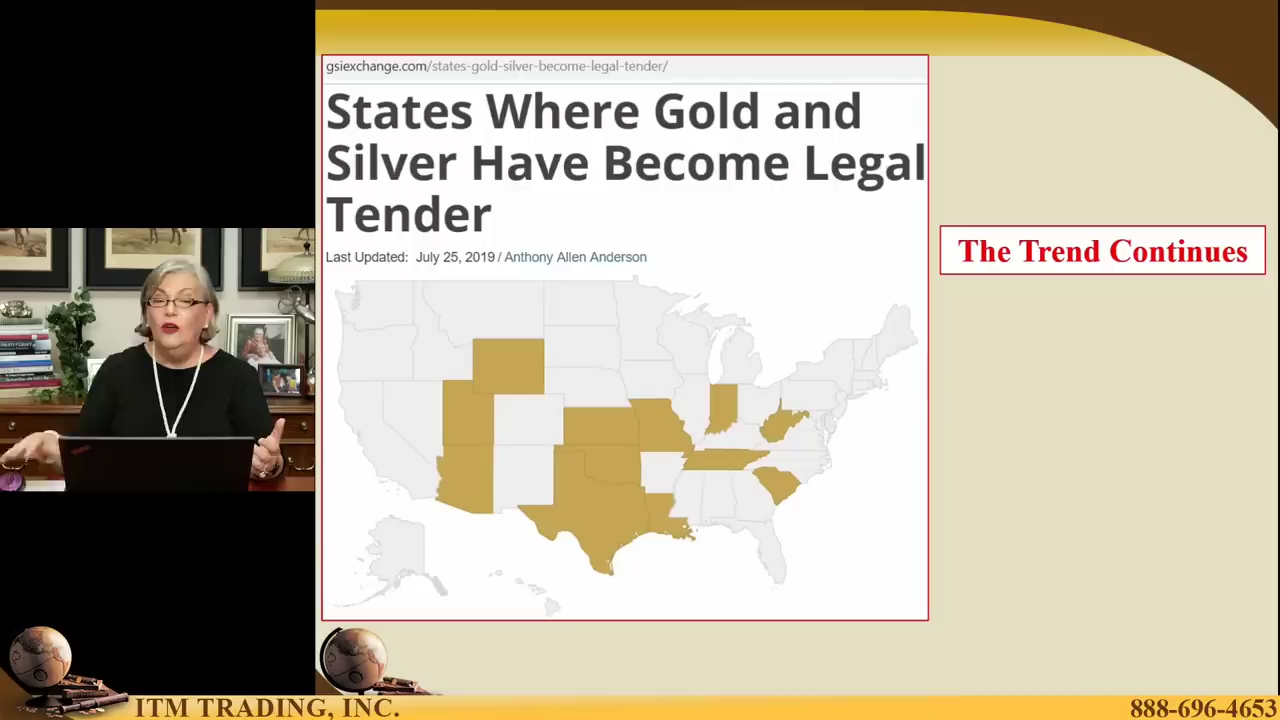 gsiexchange.com/states-gold-silver-become-legal-tender/
States Where Gold and
Silver Have Become Legal
Tender
Last Updated: July 25, 2019 / Anthony Allen Anderson
The Trend Continues
ITM TRADING, INC.
888-696-4653